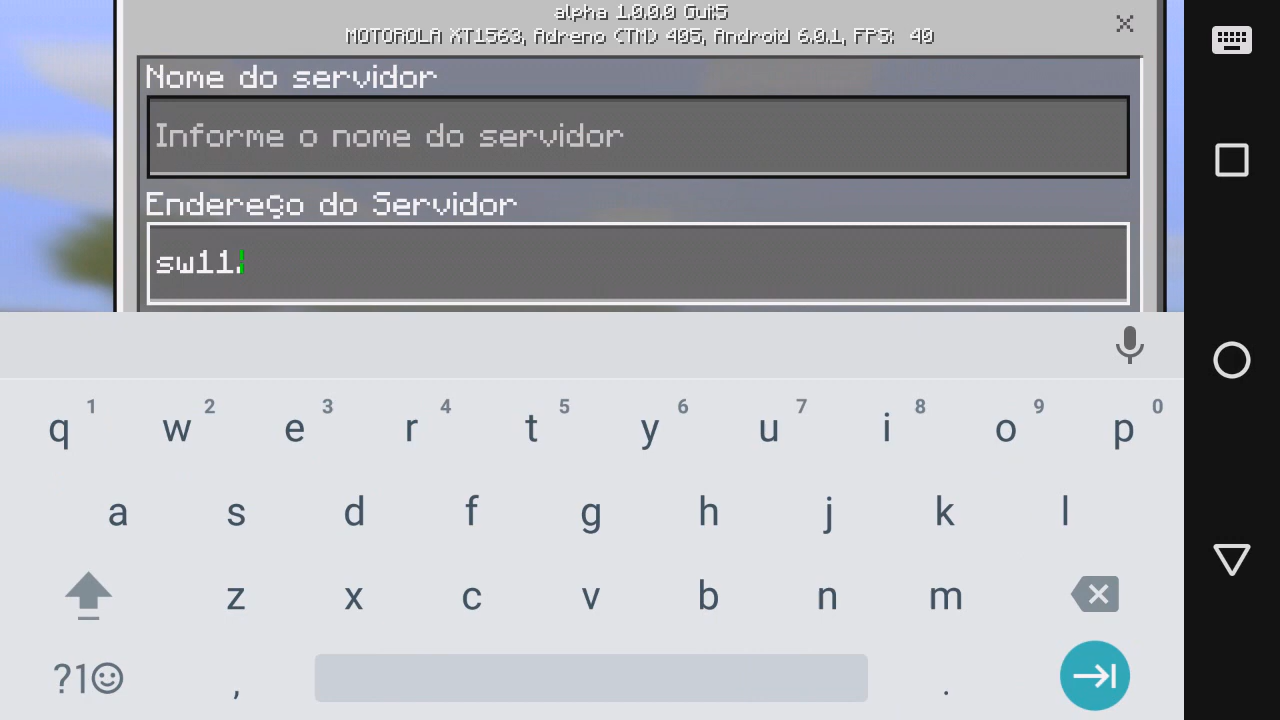 alpha 1.0.0.0 Gui:5
MOTOROLA XT1563, Adreno (TM) 405, Android 6.0.1, FPS: 40
Nome do servidor
Informe o nome do servidor
Endereço do Servidor
sw11.
1 2 3 4 5 6 7 8 9 0
q w e r t y u i o p
a s d f g h j k l
z x c v b n m
?1☺ , .